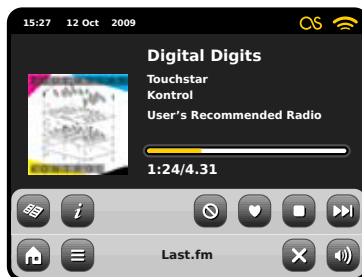 15:27 12 Oct 2009
Digital Digits
Touchstar
Kontrol
User's Recommended Radio
1:24/4.31
Last.fm